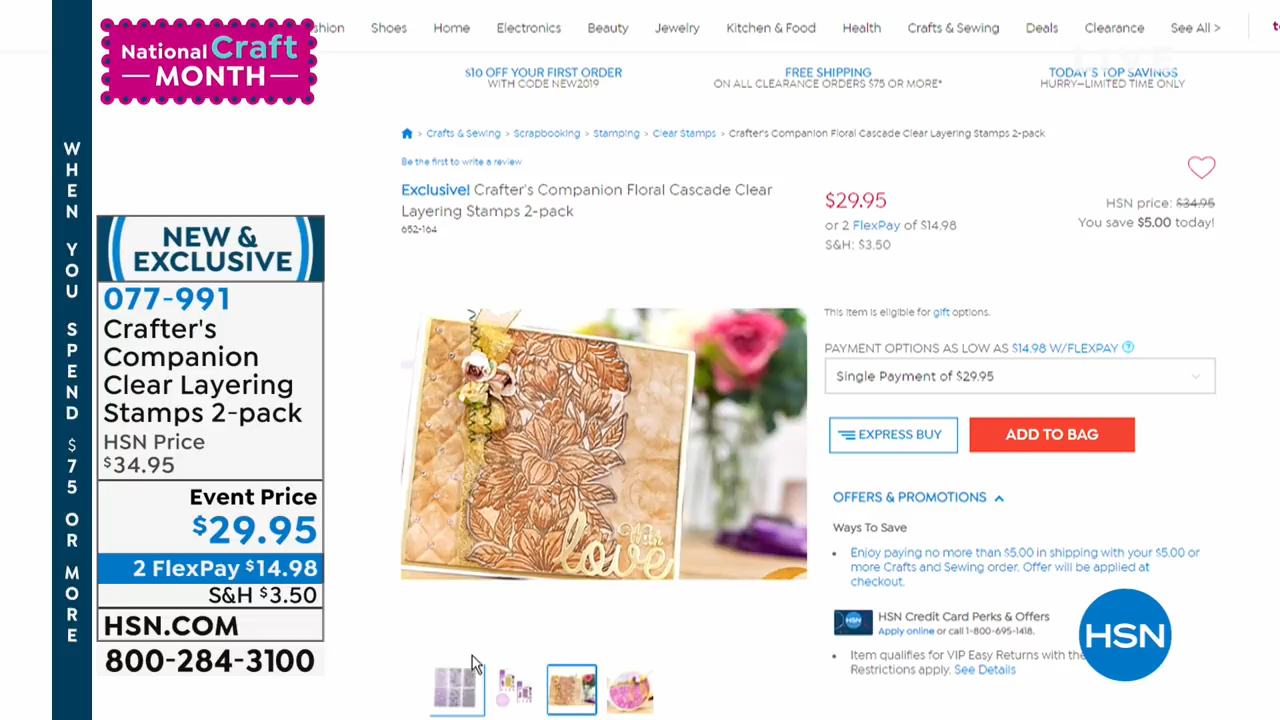 National Craft
MONTH
WHEN YOU SPEND $75 OR MORE
NEW &
EXCLUSIVE
077-991
Crafter's
Companion
Clear Layering
Stamps 2-pack
HSN Price
$34.95
Event Price
$29.95
2 FlexPay $14.98
S&H $3.50
HSN.COM
800-284-3100
shion Shoes Home Electronics Beauty Jewelry Kitchen & Food Health Crafts & Sewing Deals Clearance See All >
$10 OFF YOUR FIRST ORDER
WITH CODE NEW2019
FREE SHIPPING
ON ALL CLEARANCE ORDERS $75 OR MORE*
LIVE
TODAY'S TOP SAVINGS
HURRY—LIMITED TIME ONLY
> Crafts & Sewing > Scrapbooking > Stamping > Clear Stamps > Crafter's Companion Floral Cascade Clear Layering Stamps 2-pack
Be the first to write a review
Exclusive! Crafter's Companion Floral Cascade Clear
Layering Stamps 2-pack
652-164
$29.95
or 2 FlexPay of $14.98
S&H: $3.50
HSN price: $34.95
You save $5.00 today!
This item is eligible for gift options.
PAYMENT OPTIONS AS LOW AS $14.98 W/FLEXPAY ?
Single Payment of $29.95
EXPRESS BUY
ADD TO BAG
OFFERS & PROMOTIONS
Ways To Save
• Enjoy paying no more than $5.00 in shipping with your $5.00 or
more Crafts and Sewing order. Offer will be applied at
checkout.
HSN
HSN Credit Card Perks & Offers
Apply online or call 1-800-695-1418.
• Item qualifies for VIP Easy Returns with the
Restrictions apply. See Details
With
love
HSN